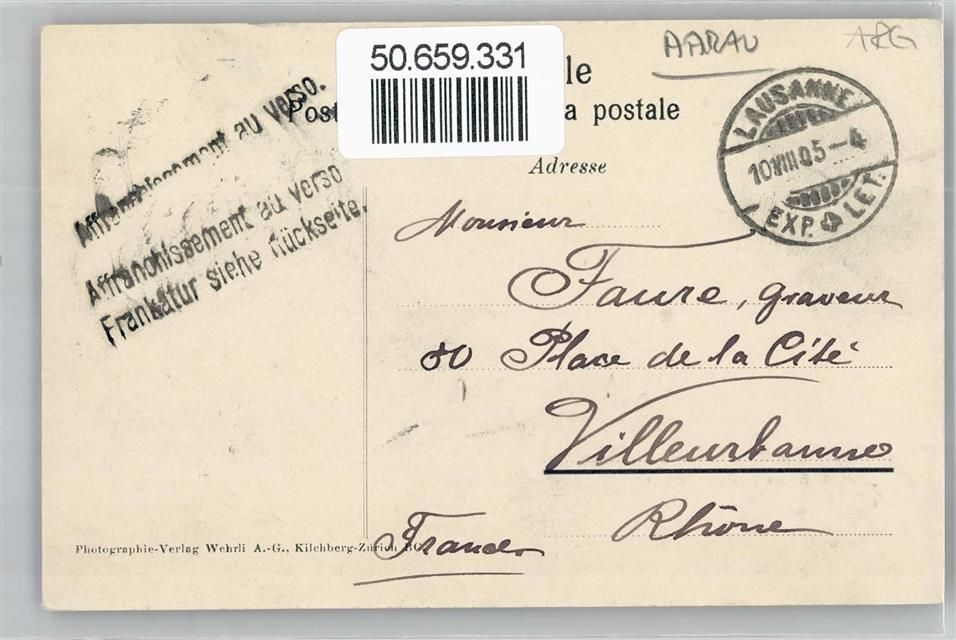 50.659.331
AARAU
ARG
le
Post
a postale
Adresse
LAUSANNE
10 VIII 05 - 4
EXP. LET.
Affranchissement au verso.
Affranchissement au verso
Frankatur siehe Rückseite.
Monsieur
Faure, graveur
50 Place de la Cité
Villeurbanne
Rhône
France
Photographie-Verlag Wehrli A.-G., Kilchberg-Zürich